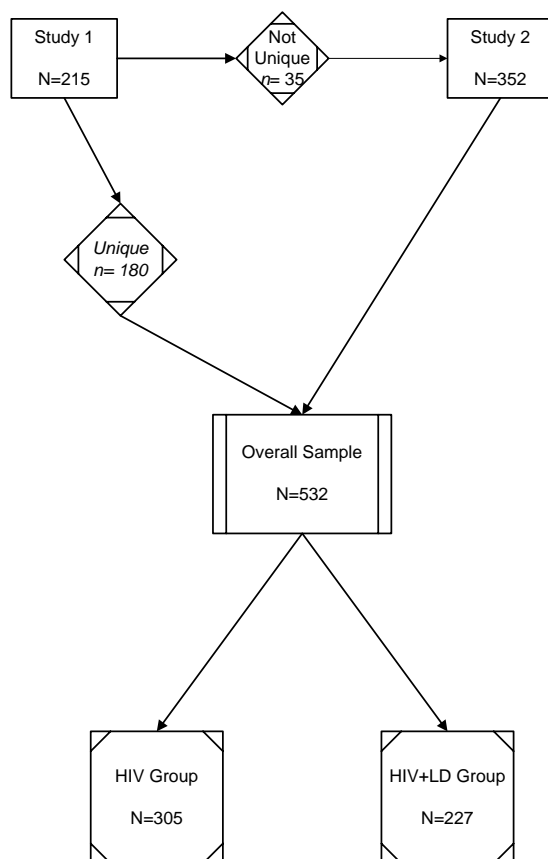 Study 1
N=215
Not
Unique
n= 35
Study 2
N=352
Unique
n= 180
Overall Sample
N=532
HIV Group
N=305
HIV+LD Group
N=227